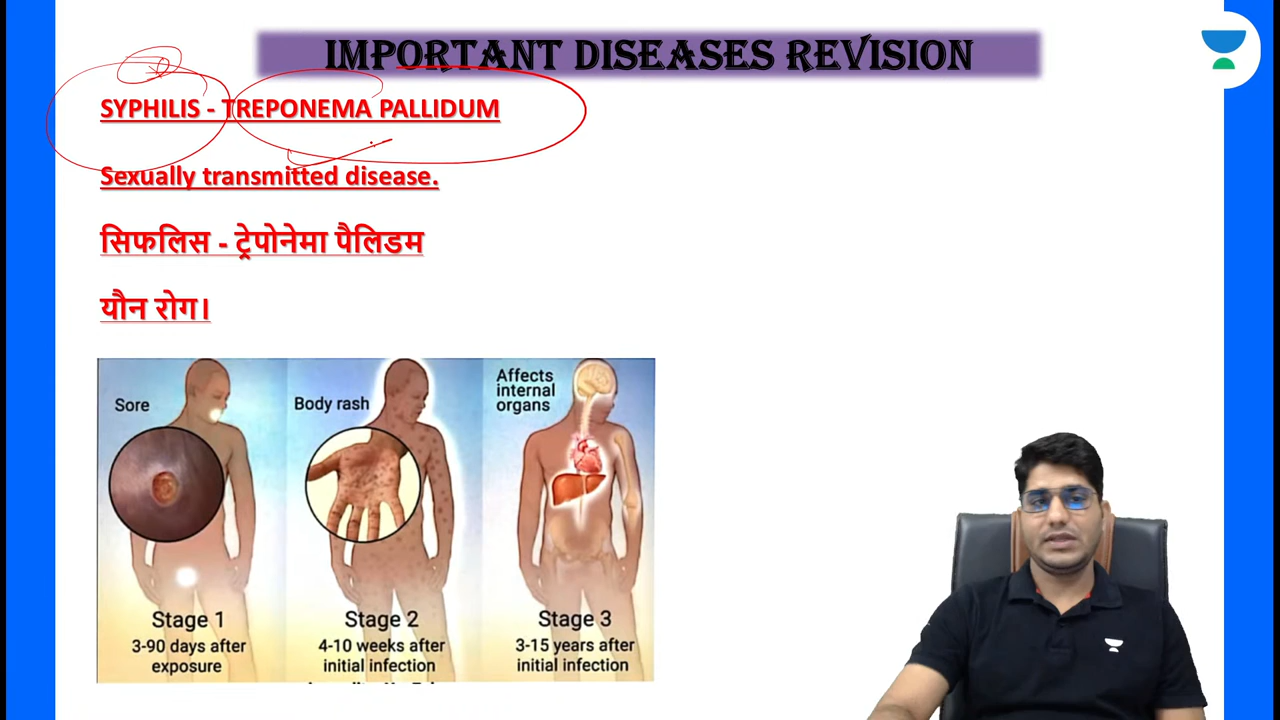 IMPORTANT DISEASES REVISION
SYPHILIS - TREPONEMA PALLIDUM
Sexually transmitted disease.
सिफलिस - ट्रेपोनेमा पैलिडम
यौन रोग।
Sore
Body rash
Affects
internal
organs
Stage 1
3-90 days after
exposure
Stage 2
4-10 weeks after
initial infection
Stage 3
3-15 years after
initial infection